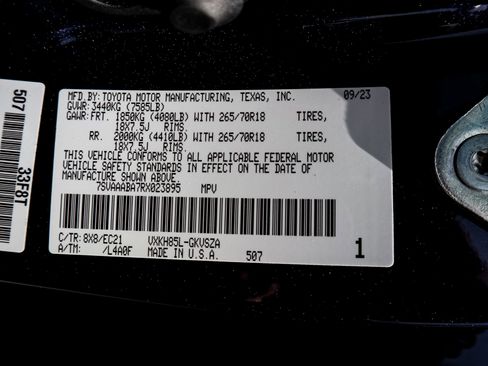 MFD.BY:TOYOTA MOTOR MANUFACTURING, TEXAS, INC. 09/23
GVWR:3440KG (7585LB)
GAWR:FRT. 1850KG (4080LB) WITH 265/70R18 TIRES,
18X7.5J RIMS.
RR. 2000KG (4410LB) WITH 265/70R18 TIRES,
18X7.5J RIMS.
THIS VEHICLE CONFORMS TO ALL APPLICABLE FEDERAL MOTOR
VEHICLE SAFETY STANDARDS IN EFFECT ON THE DATE OF
MANUFACTURE SHOWN ABOVE.
7SVAAABA7RX023895 MPV
C/TR:8X8/EC21 VXKH85L-GKVSZA
A/TM: /L4A0F MADE IN U.S.A. 507 1
507 33F8T